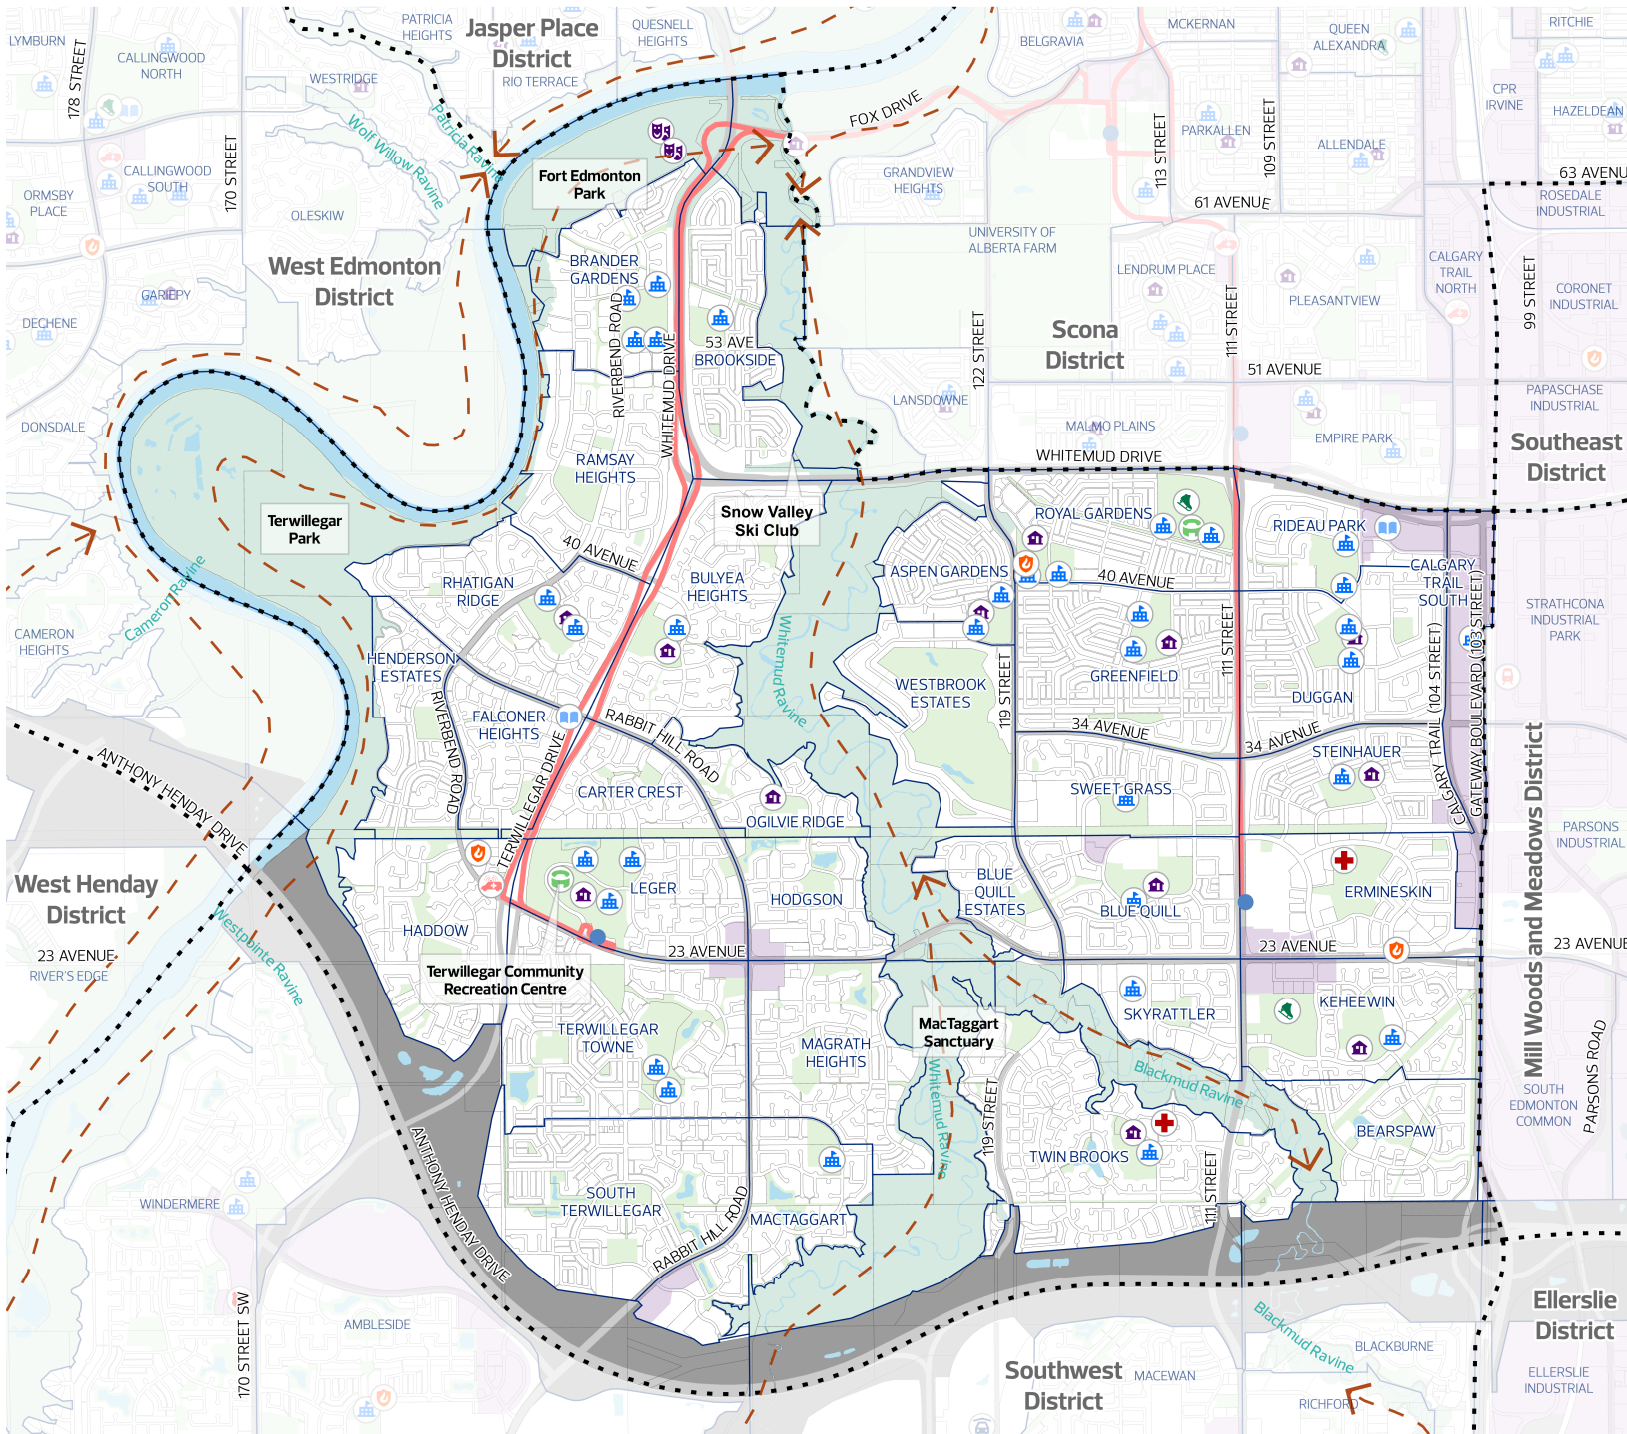 PATRICIA
HEIGHTS
Jasper Place
District
QUESNELL
HEIGHTS
BELGRAVIA
MCKERNAN
QUEEN
ALEXANDRA
RITCHIE
LYMBURN
178 STREET
CALLINGWOOD
NORTH
WESTRIDGE
RIO TERRACE
CPR
IRVINE
HAZELDEAN
FOX DRIVE
Patricia Ravine
Wolf Willow Ravine
113 STREET
PARKALLEN
109 STREET
ALLENDALE
170 STREET
CALLINGWOOD
SOUTH
ORMSBY
PLACE
OLESKIW
Fort Edmonton
Park
GRANDVIEW
HEIGHTS
63 AVENU
ROSEDALE
INDUSTRIAL
61 AVENUE
UNIVERSITY OF
ALBERTA FARM
West Edmonton
District
BRANDER
GARDENS
LENDRUM PLACE
CALGARY
TRAIL
NORTH
GARIEPY
PLEASANTVIEW
CORONET
INDUSTRIAL
99 STREET
DECHENE
RIVERBEND ROAD
WHITEMUD DRIVE
53 AVE
BROOKSIDE
122 STREET
Scona
District
111 STREET
51 AVENUE
LANSDOWNE
PAPASCHASE
INDUSTRIAL
DONSDALE
MALMO PLAINS
EMPIRE PARK
Southeast
District
RAMSAY
HEIGHTS
WHITEMUD DRIVE
Terwillegar
Park
Snow Valley
Ski Club
ROYAL GARDENS
RIDEAU PARK
40 AVENUE
Cameron Ravine
RHATIGAN
RIDGE
BULYEA
HEIGHTS
ASPEN GARDENS
40 AVENUE
CALGARY
TRAIL
SOUTH
STRATHCONA
INDUSTRIAL
PARK
CAMERON
HEIGHTS
HENDERSON
ESTATES
Whitemud Ravine
WESTBROOK
ESTATES
119 STREET
GREENFIELD
111 STREET
DUGGAN
CALGARY TRAIL (104 STREET)
GATEWAY BOULEVARD (103 STREET)
RIVERBEND ROAD
FALCONER
HEIGHTS
RABBIT HILL ROAD
34 AVENUE
34 AVENUE
STEINHAUER
ANTHONY HENDAY DRIVE
TERWILLEGAR DRIVE
CARTER CREST
SWEET GRASS
OGILVIE RIDGE
PARSONS
INDUSTRIAL
Mill Woods and Meadows District
West Henday
District
LEGER
HODGSON
BLUE
QUILL
ESTATES
BLUE QUILL
ERMINESKIN
HADDOW
23 AVENUE
RIVER'S EDGE
Westpointe Ravine
23 AVENUE
23 AVENUE
23 AVENUE
Terwillegar Community
Recreation Centre
SKYRATTLER
KEHEEWIN
TERWILLEGAR
TOWNE
MAGRATH
HEIGHTS
MacTaggart
Sanctuary
Whitemud Ravine
119 STREET
Blackmud Ravine
SOUTH
EDMONTON
COMMON
PARSONS ROAD
BEARSPAW
TWIN BROOKS
111 STREET
ANTHONY HENDAY DRIVE
WINDERMERE
SOUTH
TERWILLEGAR
RABBIT HILL ROAD
MACTAGGART
170 STREET SW
AMBLESIDE
Blackmud Ravine
Ellerslie
District
BLACKBURNE
Southwest
District
MACEWAN
ELLERSLIE
INDUSTRIAL
RICHFORD